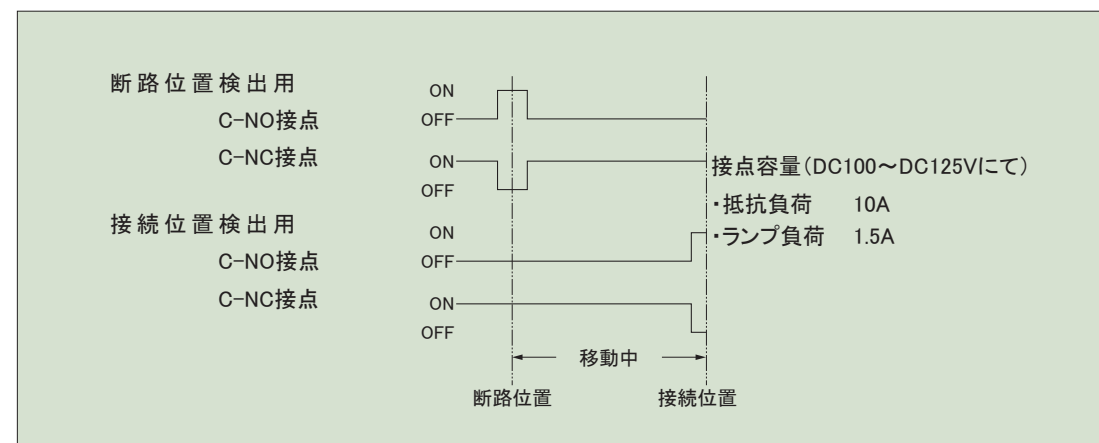 断路位置検出用
C-NO接点
C-NC接点
ON
OFF
ON
OFF
接点容量(DC100～DC125Vにて)
・抵抗負荷 10A
・ランプ負荷 1.5A
接続位置検出用
C-NO接点
C-NC接点
ON
OFF
ON
OFF
移動中
断路位置
接続位置